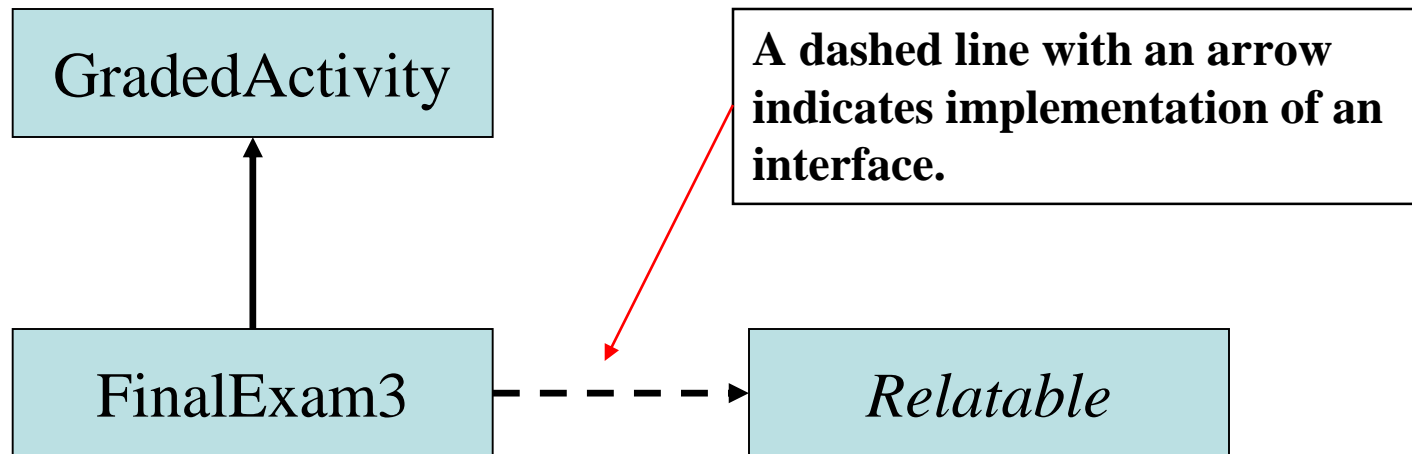 GradedActivity
A dashed line with an arrow
indicates implementation of an
interface.
FinalExam3
Relatable